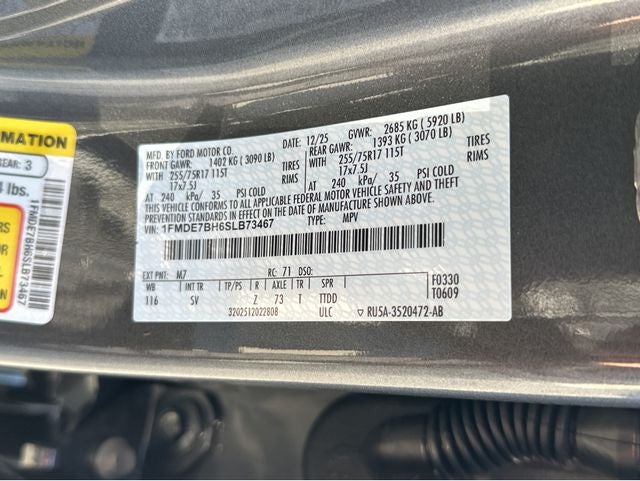 MFD. BY FORD MOTOR CO.
DATE: 12/25 GVWR: 2685 KG ( 5920 LB)
FRONT GAWR: 1402 KG ( 3090 LB)
1393 KG ( 3070 LB)
WITH 255/75R17 115T TIRES
WITH 255/75R17 115T TIRES
17x7.5J RIMS
17x7.5J RIMS
AT 240 kPa/ 35 PSI COLD
AT 240 kPa/ 35 PSI COLD
THIS VEHICLE CONFORMS TO ALL APPLICABLE FEDERAL MOTOR VEHICLE SAFETY AND THEFT
PREVENTION STANDARDS IN EFFECT ON THE DATE OF MANUFACTURE SHOWN ABOVE.
VIN: 1FMDE7BH6SLB73467 TYPE: MPV
EXT PNT: M7 RC: 71 DSO:
WB INT TR TP/PS R AXLE TR SPR
116 SV Z 73 T TTDD
F0330
T0609
3202512022808 ULC ▽ RU5A-3520472-AB
RMATION
GEAR: 3
lbs.
1FMDE7BH6SLB73467